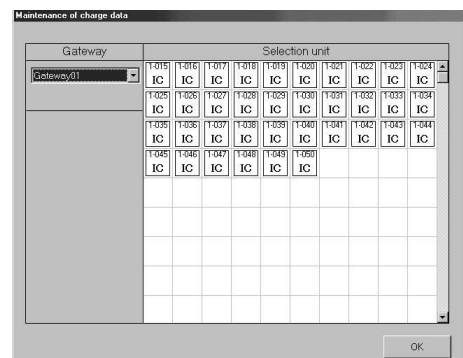 Maintenance of charge data
Gateway Selection unit
Gateway01
1-015 1-016 1-017 1-018 1-019 1-020 1-021 1-022 1-023 1-024
IC IC IC IC IC IC IC IC IC IC
1-025 1-026 1-027 1-028 1-029 1-030 1-031 1-032 1-033 1-034
IC IC IC IC IC IC IC IC IC IC
1-035 1-036 1-037 1-038 1-039 1-040 1-041 1-042 1-043 1-044
IC IC IC IC IC IC IC IC IC IC
1-045 1-046 1-047 1-048 1-049 1-050
IC IC IC IC IC IC
OK